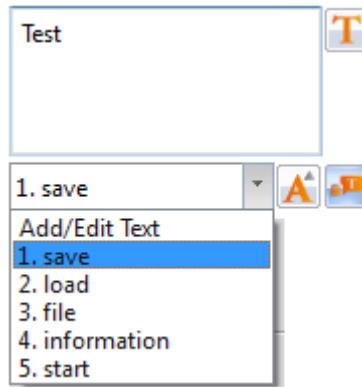 Test
T
1. save
A
T
Add/Edit Text
1. save
2. load
3. file
4. information
5. start